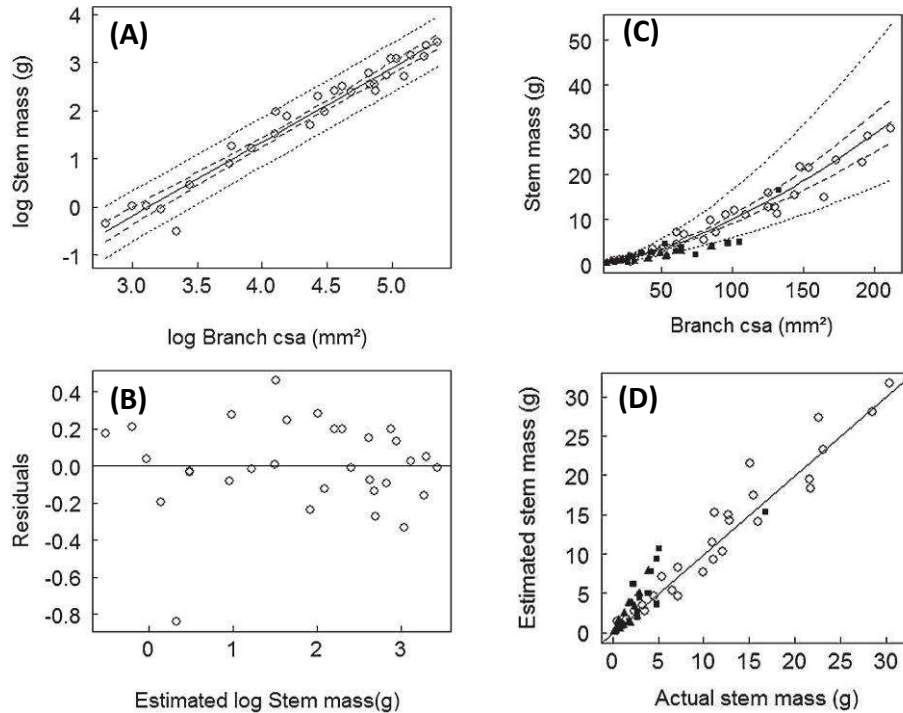 (A)
log Stem mass (g)
4
3
2
1
0
-1
3.0 3.5 4.0 4.5 5.0
log Branch csa (mm²)
(C)
Stem mass (g)
50
40
30
20
10
0
50 100 150 200
Branch csa (mm²)
(B)
Residuals
0.4
0.2
0.0
-0.2
-0.4
-0.6
-0.8
0 1 2 3
Estimated log Stem mass(g)
(D)
Estimated stem mass (g)
30
25
20
15
10
5
0
0 5 10 15 20 25 30
Actual stem mass (g)